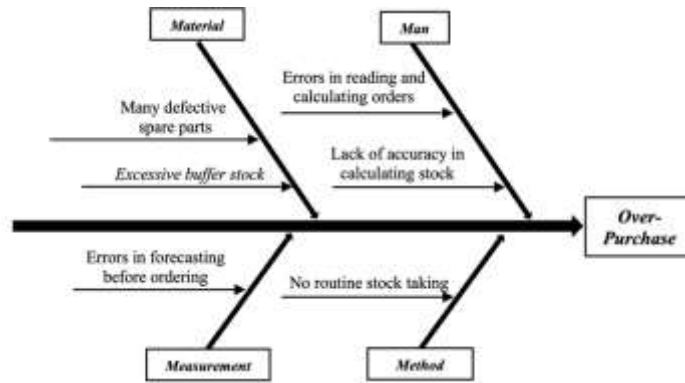 Material
Man
Errors in reading and
calculating orders
Many defective
spare parts
Lack of accuracy in
calculating stock
Excessive buffer stock
Over-
Purchase
Errors in forecasting
before ordering
No routine stock taking
Measurement
Method